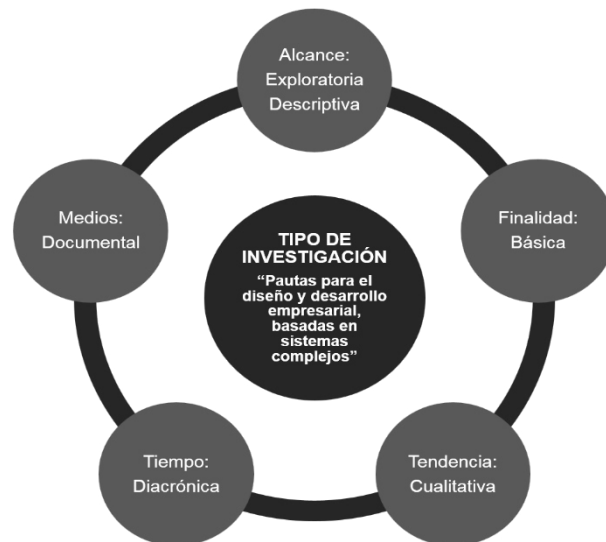 Alcance:
Exploratoria
Descriptiva
Medios:
Documental
Finalidad:
Básica
TIPO DE
INVESTIGACIÓN
“Pautas para el
diseño y desarrollo
empresarial,
basadas en
sistemas
complejos”
Tiempo:
Diacrónica
Tendencia:
Cualitativa